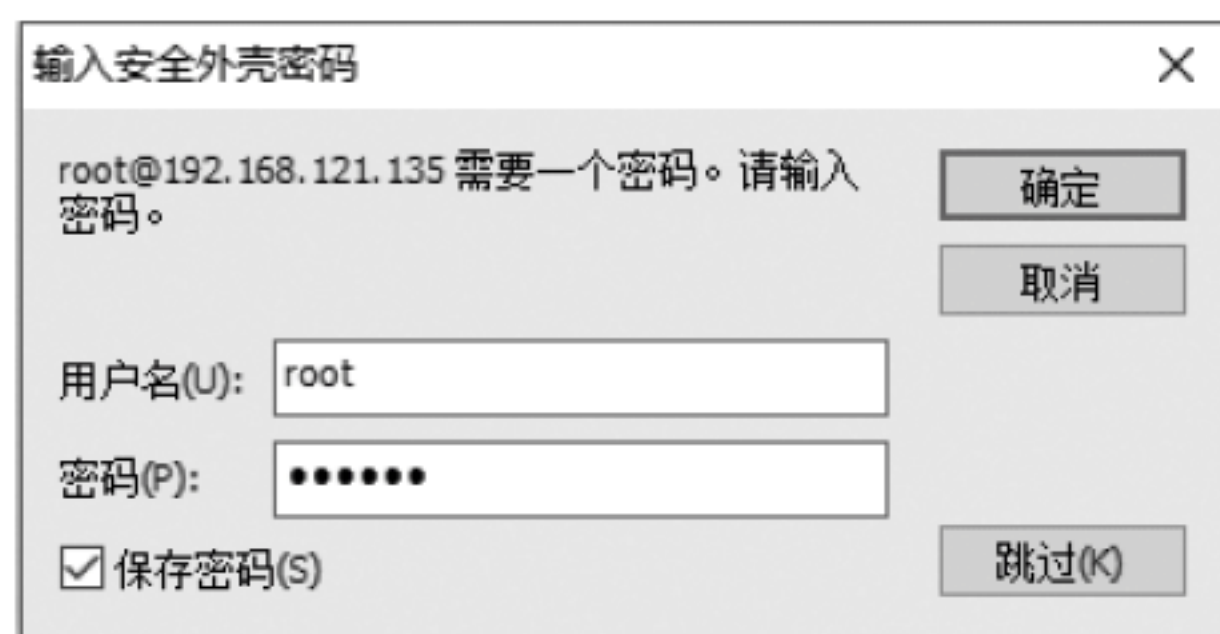 输入安全外壳密码
root@192.168.121.135 需要一个密码。请输入
密码。
确定
取消
用户名(U): root
密码(P): ●●●●●●
保存密码(S)
跳过(K)